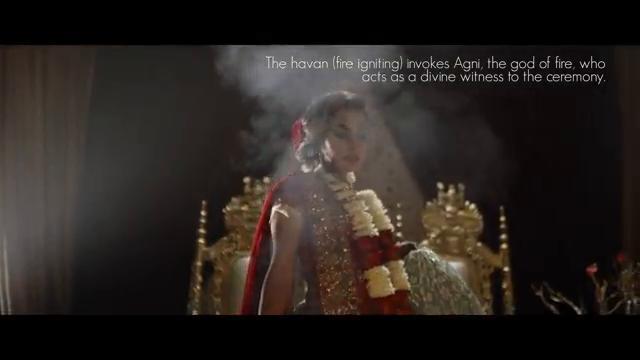 The havan (fire igniting) invokes Agni, the god of fire, who
acts as a divine witness to the ceremony.